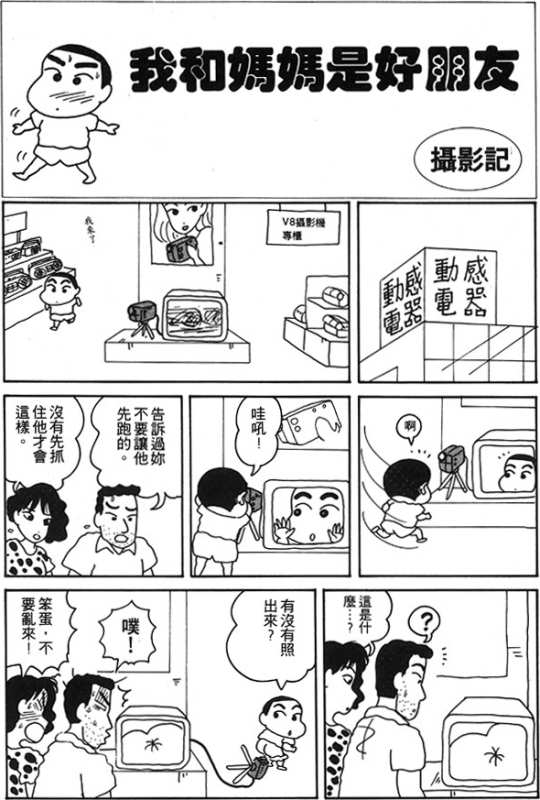 我和媽媽是好朋友
攝影記
動感
電器
動感
電器
V8攝影機
專櫃
我來了
啊
哇吼！
告訴過妳
不要讓他
先跑的。
沒有先抓
住他才會
這樣。
？
這是什
麼…？
有沒有照
出來？
噗！
笨蛋，不
要亂來！